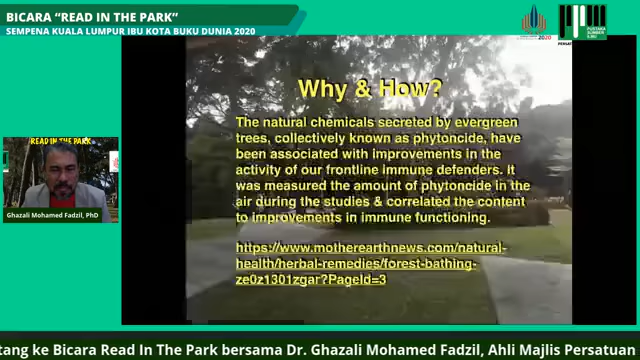 BICARA “READ IN THE PARK”
SEMPENA KUALA LUMPUR IBU KOTA BUKU DUNIA 2020
2020
PUSTAKA
ILMU
PERSAT
Why & How?
The natural chemicals secreted by evergreen
trees, collectively known as phytoncide, have
been associated with improvements in the
activity of our frontline immune defenders. It
was measured the amount of phytoncide in the
air during the studies & correlated the content
to improvements in immune functioning.
https://www.motherearthnews.com/natural-
health/herbal-remedies/forest-bathing-
ze0z1301zgar?PageId=3
READ IN THE PARK
Ghazali Mohamed Fadzil, PhD
tang ke Bicara Read In The Park bersama Dr. Ghazali Mohamed Fadzil, Ahli Majlis Persatuan